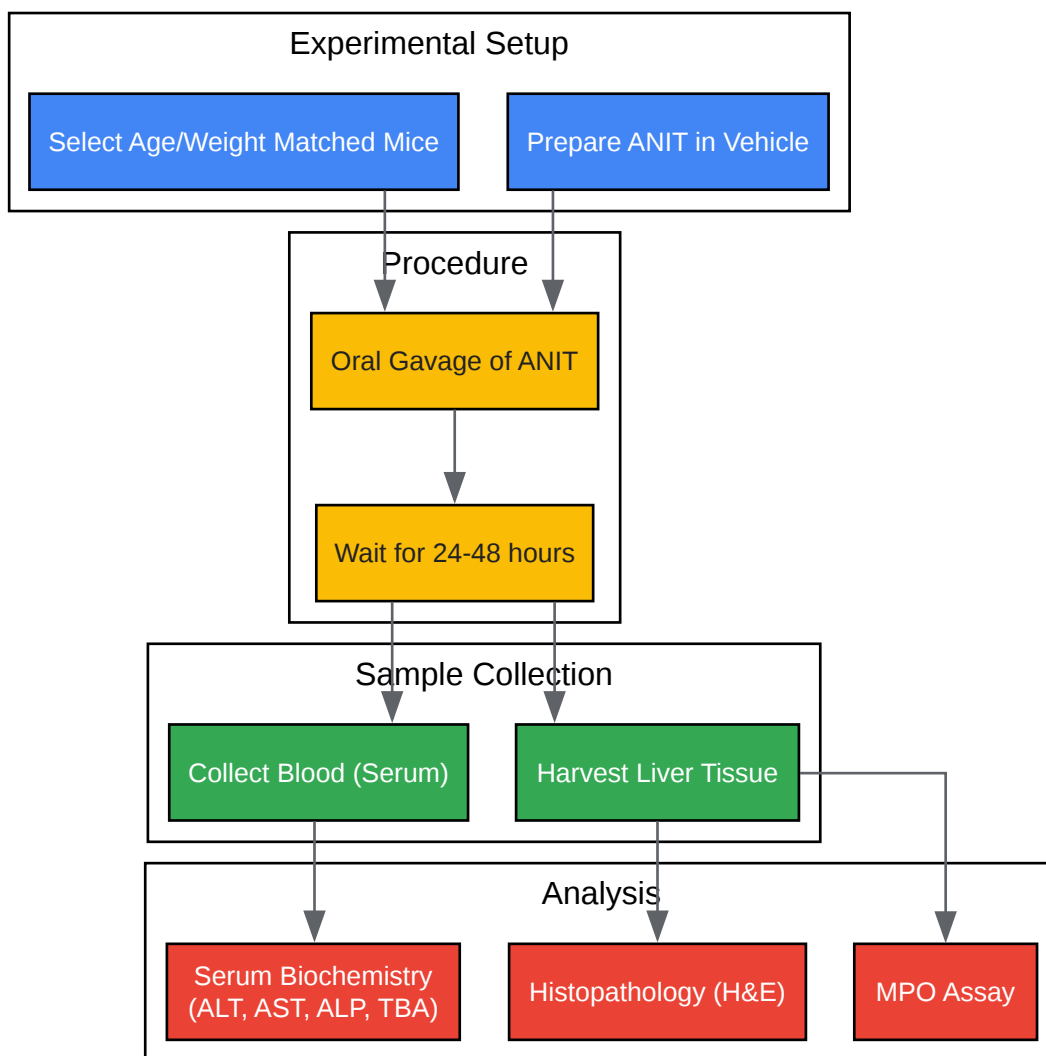 Experimental Setup
Select Age/Weight Matched Mice
Prepare ANIT in Vehicle
Procedure
Oral Gavage of ANIT
Wait for 24-48 hours
Sample Collection
Collect Blood (Serum)
Harvest Liver Tissue
Analysis
Serum Biochemistry
(ALT, AST, ALP, TBA)
Histopathology (H&E)
MPO Assay